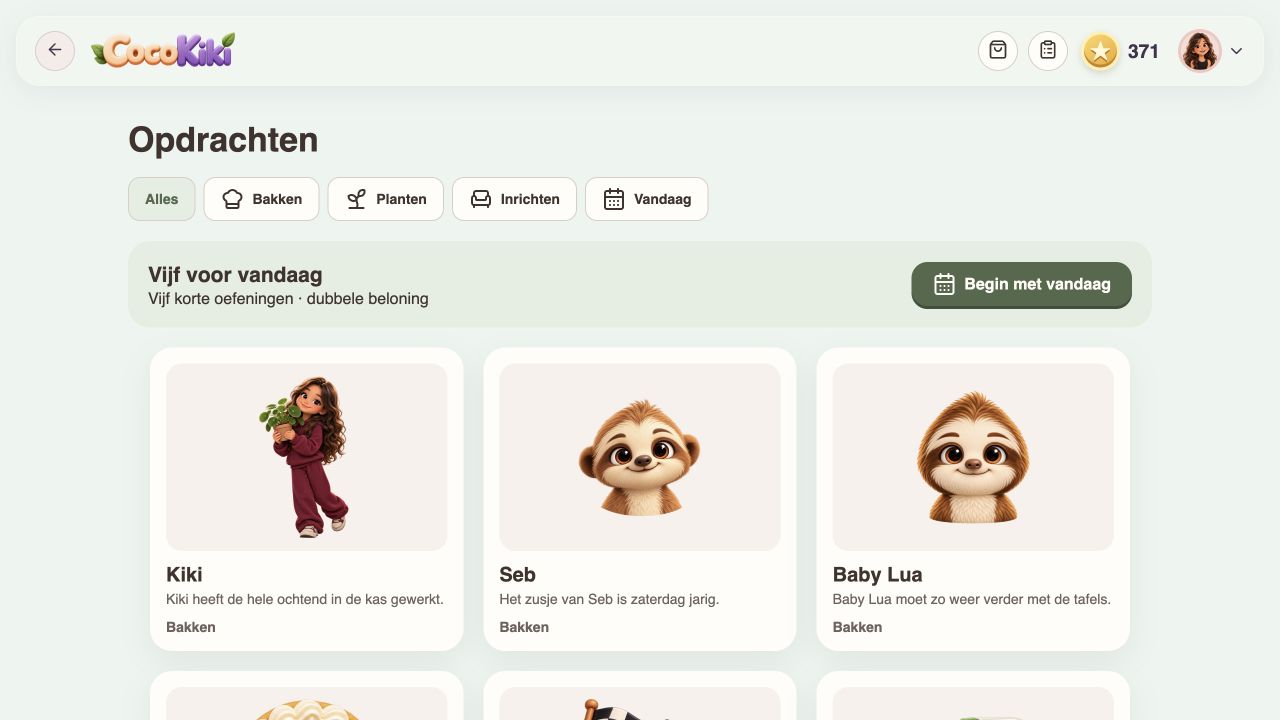 CocoKiki
371
Opdrachten
Alles
Bakken
Planten
Inrichten
Vandaag
Vijf voor vandaag
Vijf korte oefeningen · dubbele beloning
Begin met vandaag
Kiki
Kiki heeft de hele ochtend in de kas gewerkt.
Bakken
Seb
Het zusje van Seb is zaterdag jarig.
Bakken
Baby Lua
Baby Lua moet zo weer verder met de tafels.
Bakken